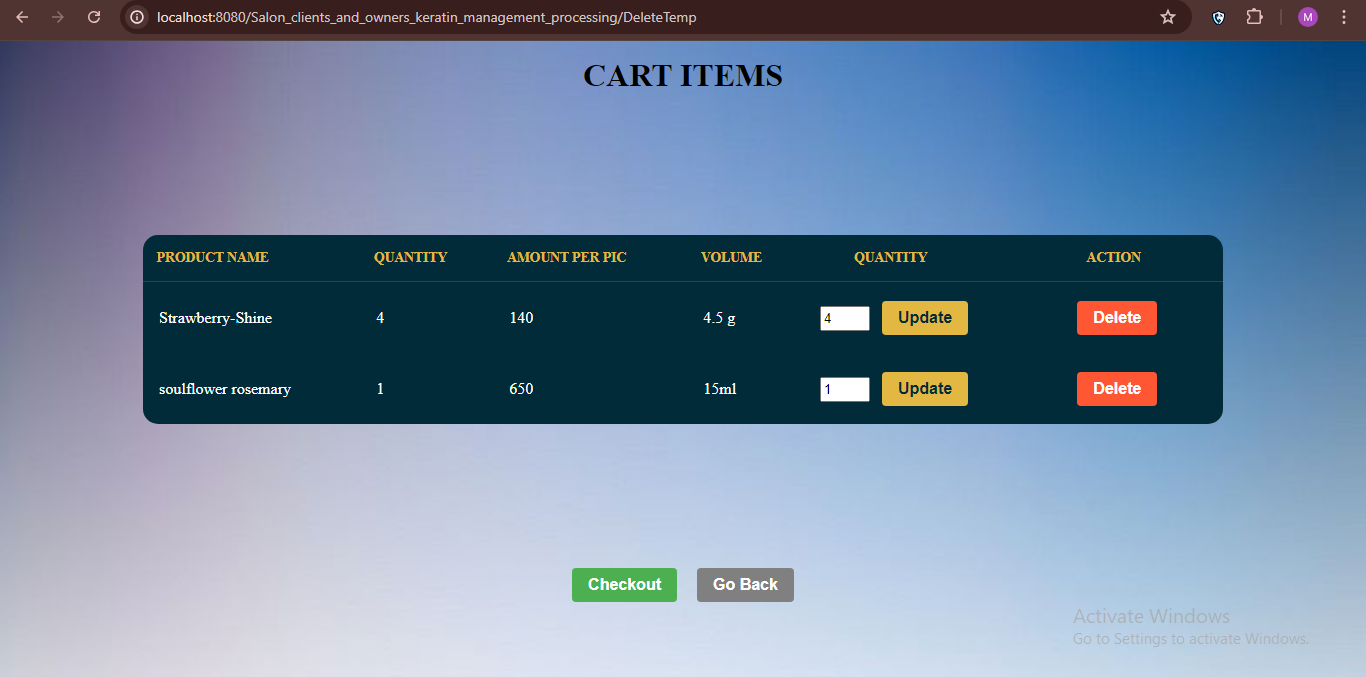 localhost:8080/Salon_clients_and_owners_keratin_management_processing/DeleteTemp
M
CART ITEMS
PRODUCT NAME QUANTITY AMOUNT PER PIC VOLUME QUANTITY ACTION
Strawberry-Shine 4 140 4.5 g 4 Update Delete
soulflower rosemary 1 650 15ml 1 Update Delete
Checkout Go Back
Activate Windows
Go to Settings to activate Windows.